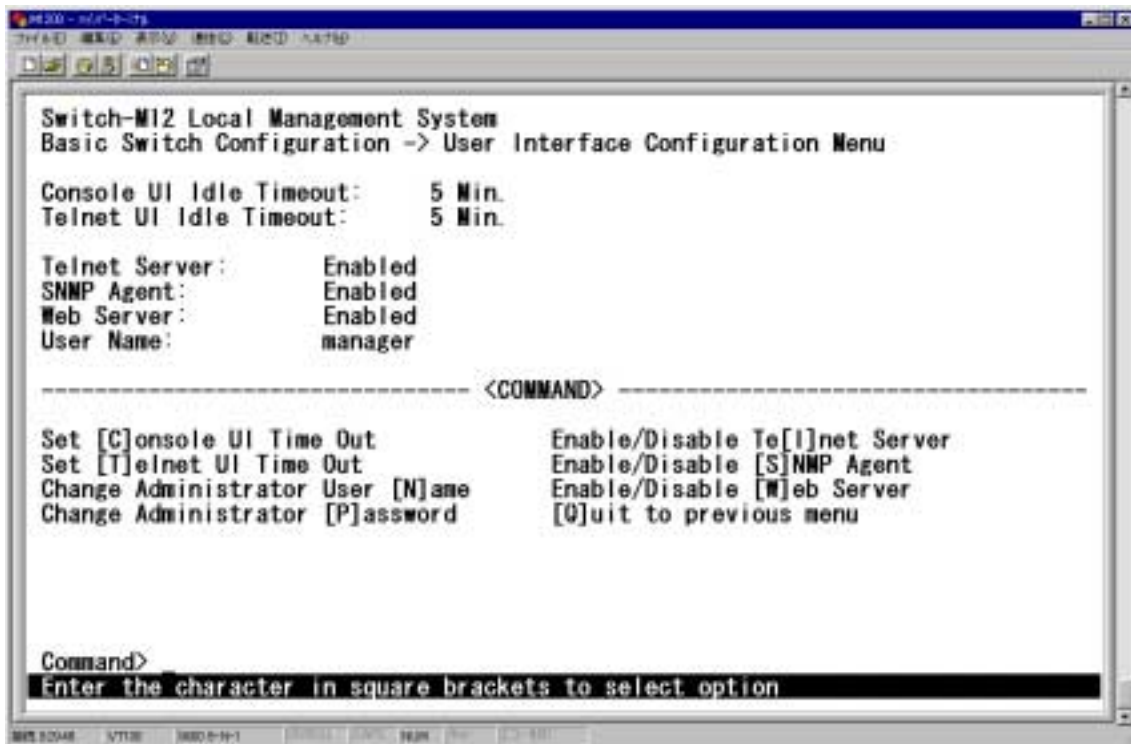 Switch-M12 Local Management System
Basic Switch Configuration -> User Interface Configuration Menu
Console UI Idle Timeout: 5 Min.
Telnet UI Idle Timeout: 5 Min.
Telnet Server: Enabled
SNMP Agent: Enabled
Web Server: Enabled
User Name: manager
<COMMAND>
Set [C]onsole UI Time Out Enable/Disable Te[l]net Server
Set [T]elnet UI Time Out Enable/Disable [S]NMP Agent
Change Administrator User [N]ame Enable/Disable [W]eb Server
Change Administrator [P]assword [Q]uit to previous menu
Command> _
Enter the character in square brackets to select option
VT100 NUM